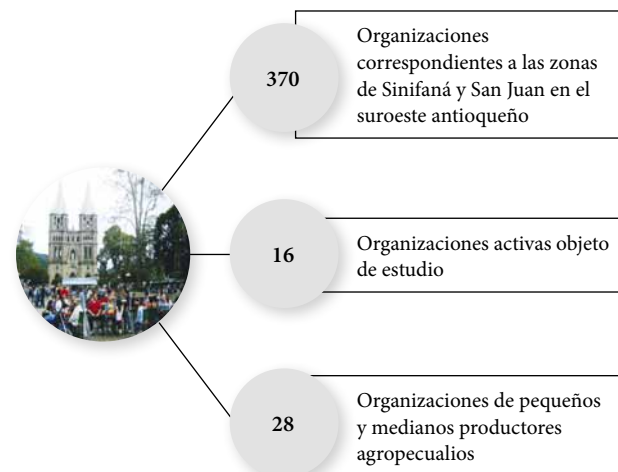 370
Organizaciones
correspondientes a las zonas
de Sinifaná y San Juan en el
suroeste antioqueño
16
Organizaciones activas objeto
de estudio
28
Organizaciones de pequeños
y medianos productores
agropecualios